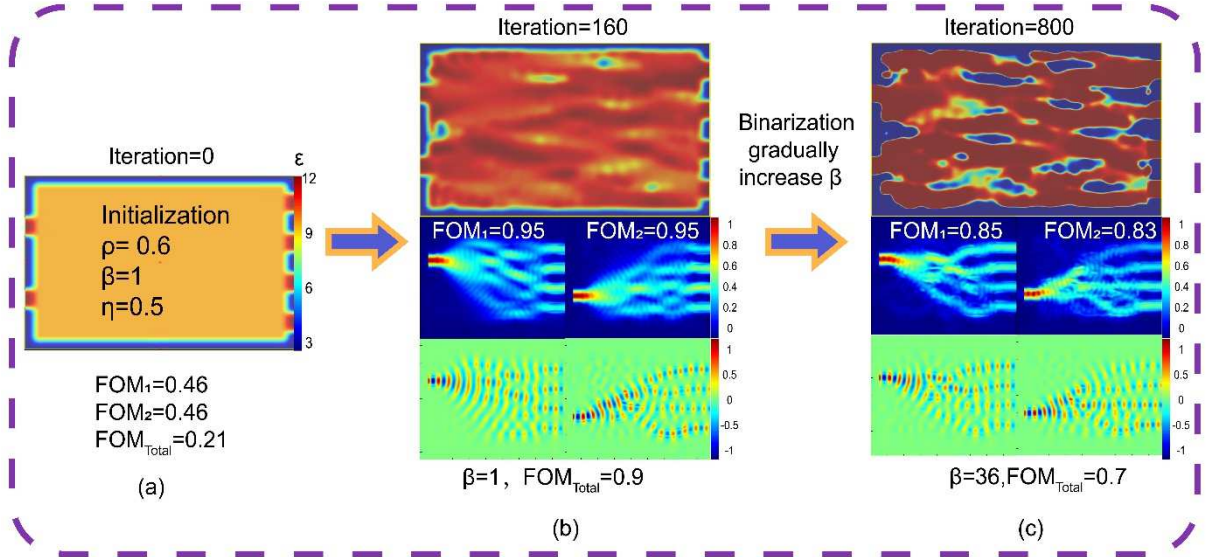 Iteration=0
ε
12
9
6
3
Initialization
ρ= 0.6
β=1
η=0.5
FOM₁=0.46
FOM₂=0.46
FOM_Total=0.21
(a)
Iteration=160
FOM₁=0.95
FOM₂=0.95
1
0.8
0.6
0.4
0.2
0
1
0.5
0
-0.5
-1
β=1, FOM_Total=0.9
(b)
Binarization
gradually
increase β
Iteration=800
FOM₁=0.85
FOM₂=0.83
1
0.8
0.6
0.4
0.2
0
1
0.5
0
-0.5
-1
β=36,FOM_Total=0.7
(c)